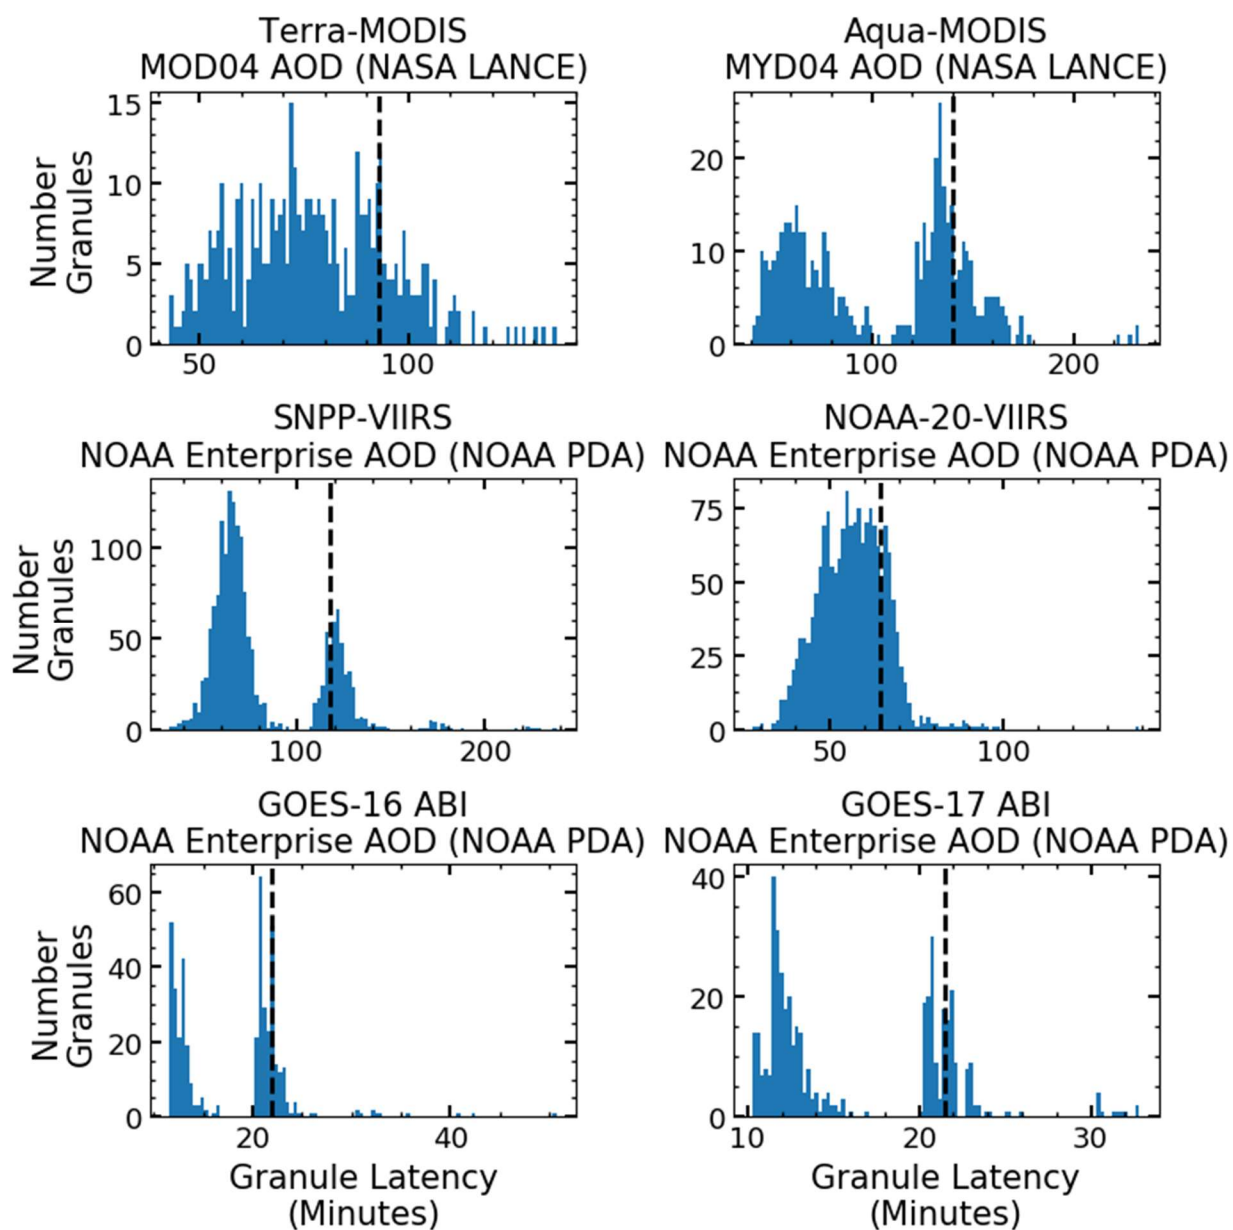 Terra-MODIS
MOD04 AOD (NASA LANCE)
Aqua-MODIS
MYD04 AOD (NASA LANCE)
Number
Granules
15
10
5
0
50 100
20
10
0
100 200
SNPP-VIIRS
NOAA Enterprise AOD (NOAA PDA)
NOAA-20-VIIRS
NOAA Enterprise AOD (NOAA PDA)
Number
Granules
100
50
0
100 200
75
50
25
0
50 100
GOES-16 ABI
NOAA Enterprise AOD (NOAA PDA)
GOES-17 ABI
NOAA Enterprise AOD (NOAA PDA)
Number
Granules
60
40
20
0
20 40
Granule Latency
(Minutes)
40
20
0
10 20 30
Granule Latency
(Minutes)